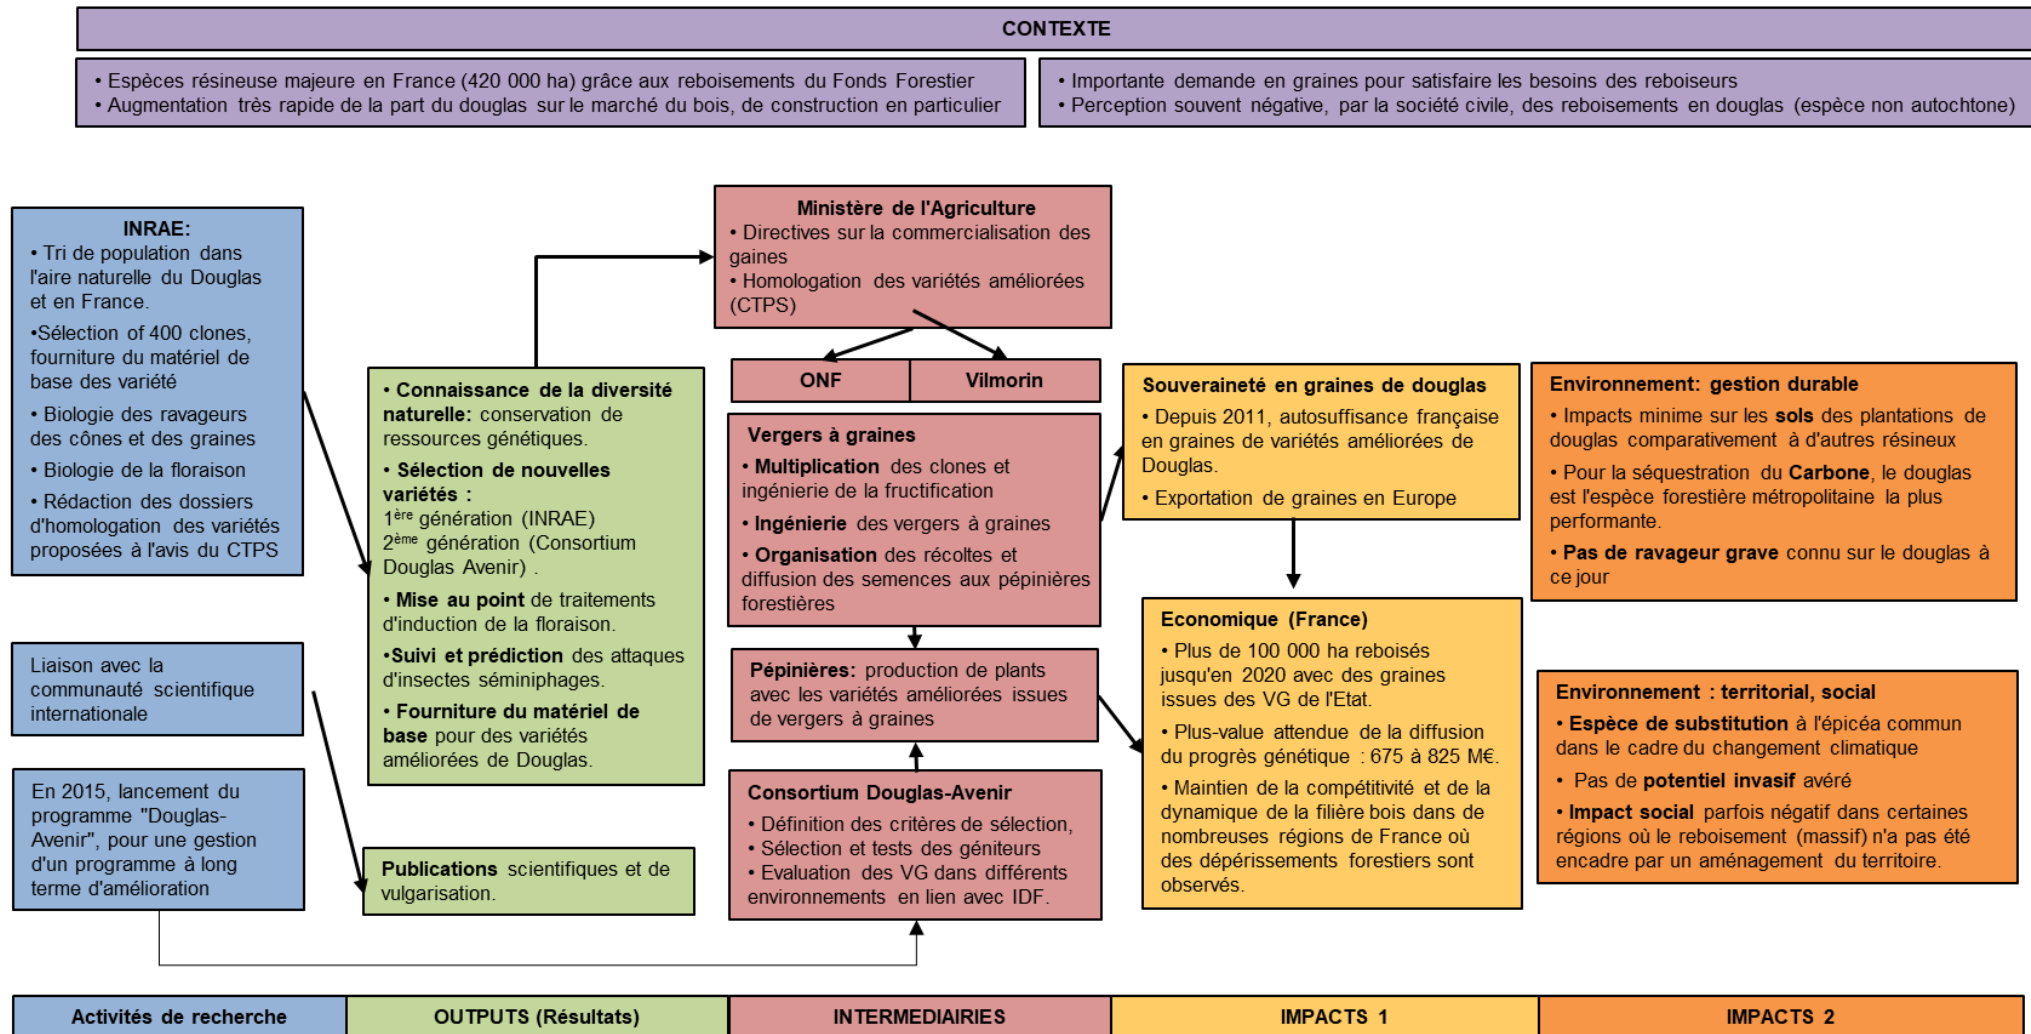 CONTEXTE
• Espèces résineuse majeure en France (420 000 ha) grâce aux reboisements du Fonds Forestier
• Augmentation très rapide de la part du douglas sur le marché du bois, de construction en particulier
• Importante demande en graines pour satisfaire les besoins des reboiseurs
• Perception souvent négative, par la société civile, des reboisements en douglas (espèce non autochtone)
INRAE:
• Tri de population dans
l'aire naturelle du Douglas
et en France.
•Sélection of 400 clones,
fourniture du matériel de
base des variété
• Biologie des ravageurs
des cônes et des graines
• Biologie de la floraison
• Rédaction des dossiers
d'homologation des variétés
proposées à l'avis du CTPS
Liaison avec la
communauté scientifique
internationale
En 2015, lancement du
programme "Douglas-
Avenir", pour une gestion
d'un programme à long
terme d'amélioration
• Connaissance de la diversité
naturelle: conservation de
ressources génétiques.
• Sélection de nouvelles
variétés :
1ère génération (INRAE)
2ème génération (Consortium
Douglas Avenir) .
• Mise au point de traitements
d'induction de la floraison.
•Suivi et prédiction des attaques
d'insectes séminiphages.
• Fourniture du matériel de
base pour des variétés
améliorées de Douglas.
Publications scientifiques et de
vulgarisation.
Ministère de l'Agriculture
• Directives sur la commercialisation des
gaines
• Homologation des variétés améliorées
(CTPS)
ONF
Vilmorin
Vergers à graines
• Multiplication des clones et
ingénierie de la fructification
• Ingénierie des vergers à graines
• Organisation des récoltes et
diffusion des semences aux pépinières
forestières
Pépinières: production de plants
avec les variétés améliorées issues
de vergers à graines
Consortium Douglas-Avenir
• Définition des critères de sélection,
• Sélection et tests des géniteurs
• Evaluation des VG dans différents
environnements en lien avec IDF.
Souveraineté en graines de douglas
• Depuis 2011, autosuffisance française
en graines de variétés améliorées de
Douglas.
• Exportation de graines en Europe
Economique (France)
• Plus de 100 000 ha reboisés
jusqu'en 2020 avec des graines
issues des VG de l'Etat.
• Plus-value attendue de la diffusion
du progrès génétique : 675 à 825 M€.
• Maintien de la compétitivité et de la
dynamique de la filière bois dans de
nombreuses régions de France où
des dépérissements forestiers sont
observés.
Environnement: gestion durable
• Impacts minime sur les sols des plantations de
douglas comparativement à d'autres résineux
• Pour la séquestration du Carbone, le douglas
est l'espèce forestière métropolitaine la plus
performante.
• Pas de ravageur grave connu sur le douglas à
ce jour
Environnement : territorial, social
• Espèce de substitution à l'épicéa commun
dans le cadre du changement climatique
• Pas de potentiel invasif avéré
• Impact social parfois négatif dans certaines
régions où le reboisement (massif) n'a pas été
encadre par un aménagement du territoire.
Activités de recherche
OUTPUTS (Résultats)
INTERMEDIAIRIES
IMPACTS 1
IMPACTS 2